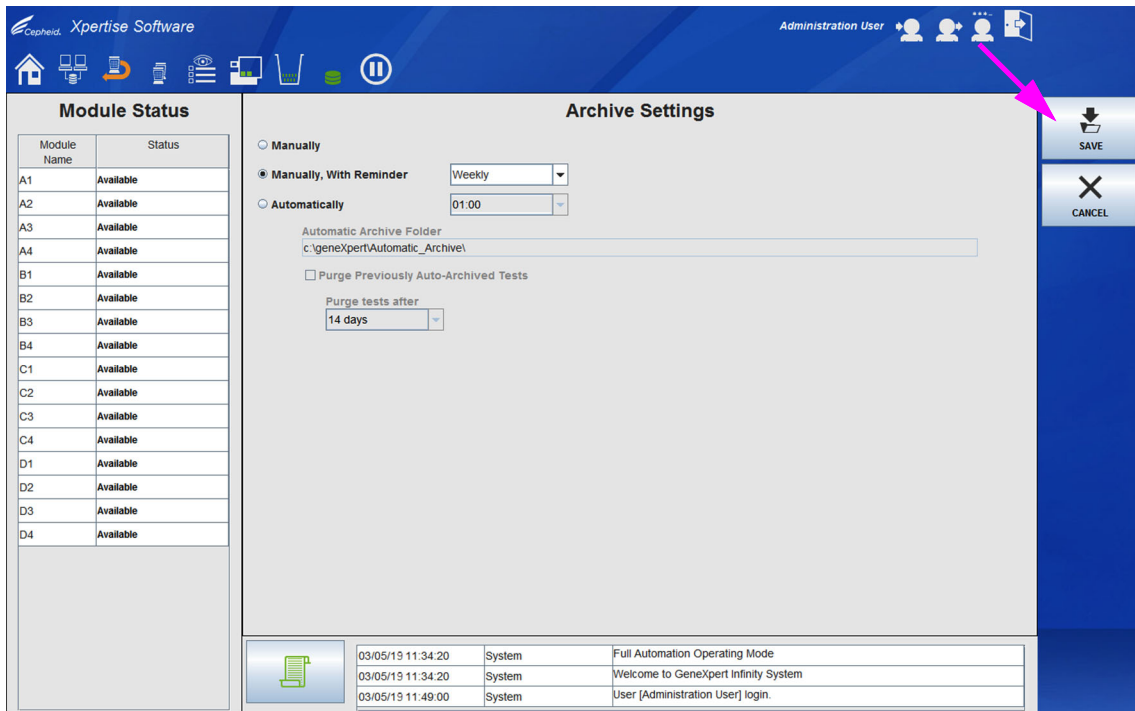 Cepheid. Xpertise Software
Administration User
Module Status
Module Name Status
A1 Available
A2 Available
A3 Available
A4 Available
B1 Available
B2 Available
B3 Available
B4 Available
C1 Available
C2 Available
C3 Available
C4 Available
D1 Available
D2 Available
D3 Available
D4 Available
Archive Settings
Manually
Manually, With Reminder Weekly
Automatically 01:00
Automatic Archive Folder
c:\geneXpert\Automatic_Archive\
Purge Previously Auto-Archived Tests
Purge tests after
14 days
03/05/19 11:34:20 System Full Automation Operating Mode
03/05/19 11:34:20 System Welcome to GeneXpert Infinity System
03/05/19 11:49:00 System User [Administration User] login.
SAVE
CANCEL